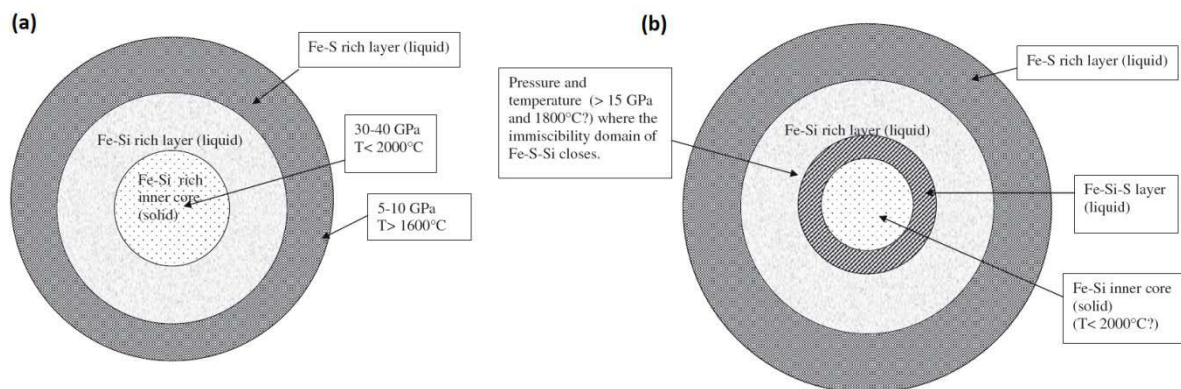 (a)
Fe-S rich layer (liquid)
Fe-Si rich layer (liquid)
30-40 GPa
T< 2000°C
Fe-Si rich
inner core
(solid)
5-10 GPa
T> 1600°C
(b)
Fe-S rich layer (liquid)
Pressure and
temperature (> 15 GPa
and 1800°C?) where the
immiscibility domain of
Fe-S-Si closes.
Fe-Si rich layer (liquid)
Fe-Si-S layer
(liquid)
Fe-Si inner core
(solid)
(T< 2000°C?)